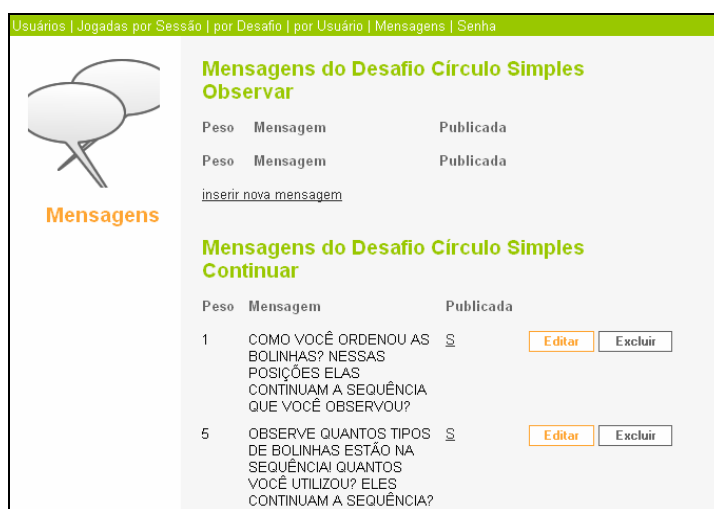 Usuários | Jogadas por Sessão | por Desafio | por Usuário | Mensagens | Senha
Mensagens
Mensagens do Desafio Círculo Simples
Observar
Peso Mensagem Publicada
Peso Mensagem Publicada
inserir nova mensagem
Mensagens do Desafio Círculo Simples
Continuar
Peso Mensagem Publicada
1 COMO VOCÊ ORDENOU AS S Editar Excluir
BOLINHAS? NESSAS
POSIÇÕES ELAS
CONTINUAM A SEQUÊNCIA
QUE VOCÊ OBSERVOU?
5 OBSERVE QUANTOS TIPOS S Editar Excluir
DE BOLINHAS ESTÃO NA
SEQUÊNCIA! QUANTOS
VOCÊ UTILIZOU? ELES
CONTINUAM A SEQUÊNCIA?